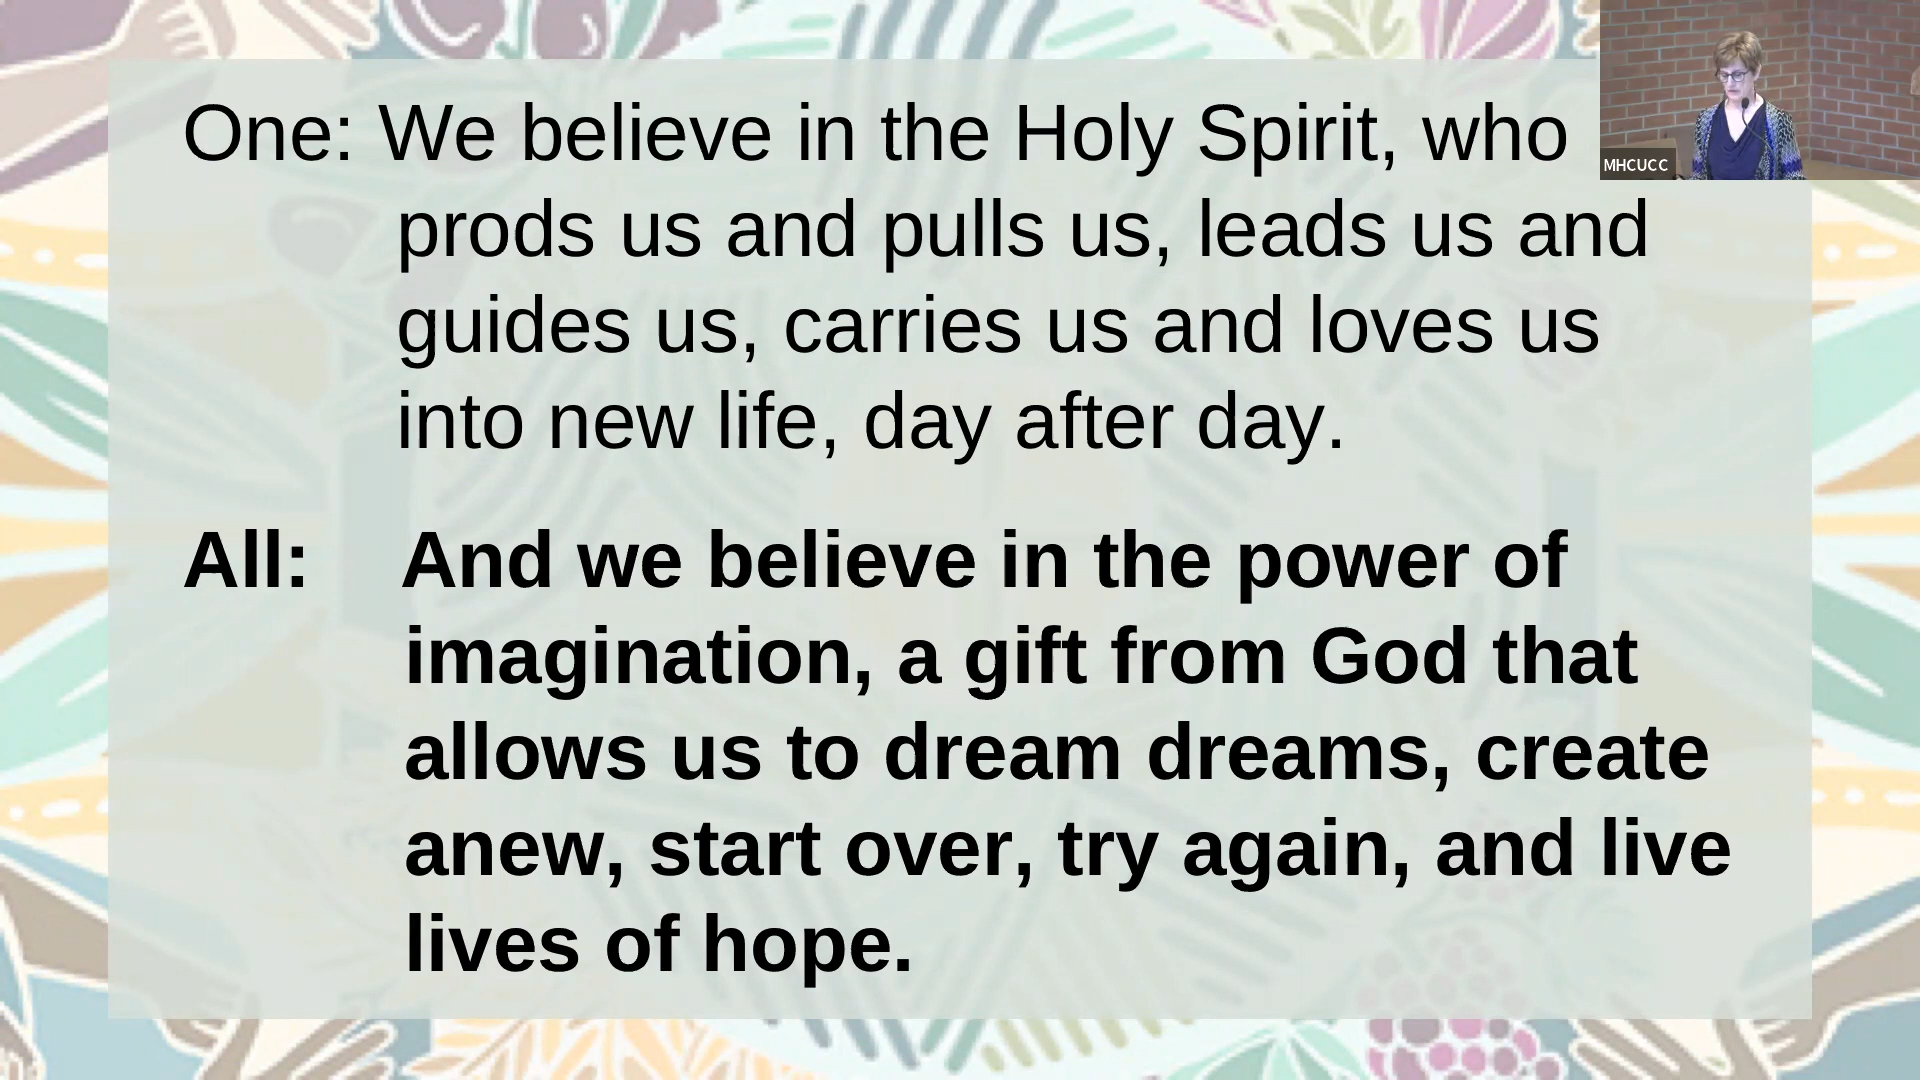 One: We believe in the Holy Spirit, who
prods us and pulls us, leads us and
guides us, carries us and loves us
into new life, day after day.
All: And we believe in the power of
imagination, a gift from God that
allows us to dream dreams, create
anew, start over, try again, and live
lives of hope.
MHCUCC